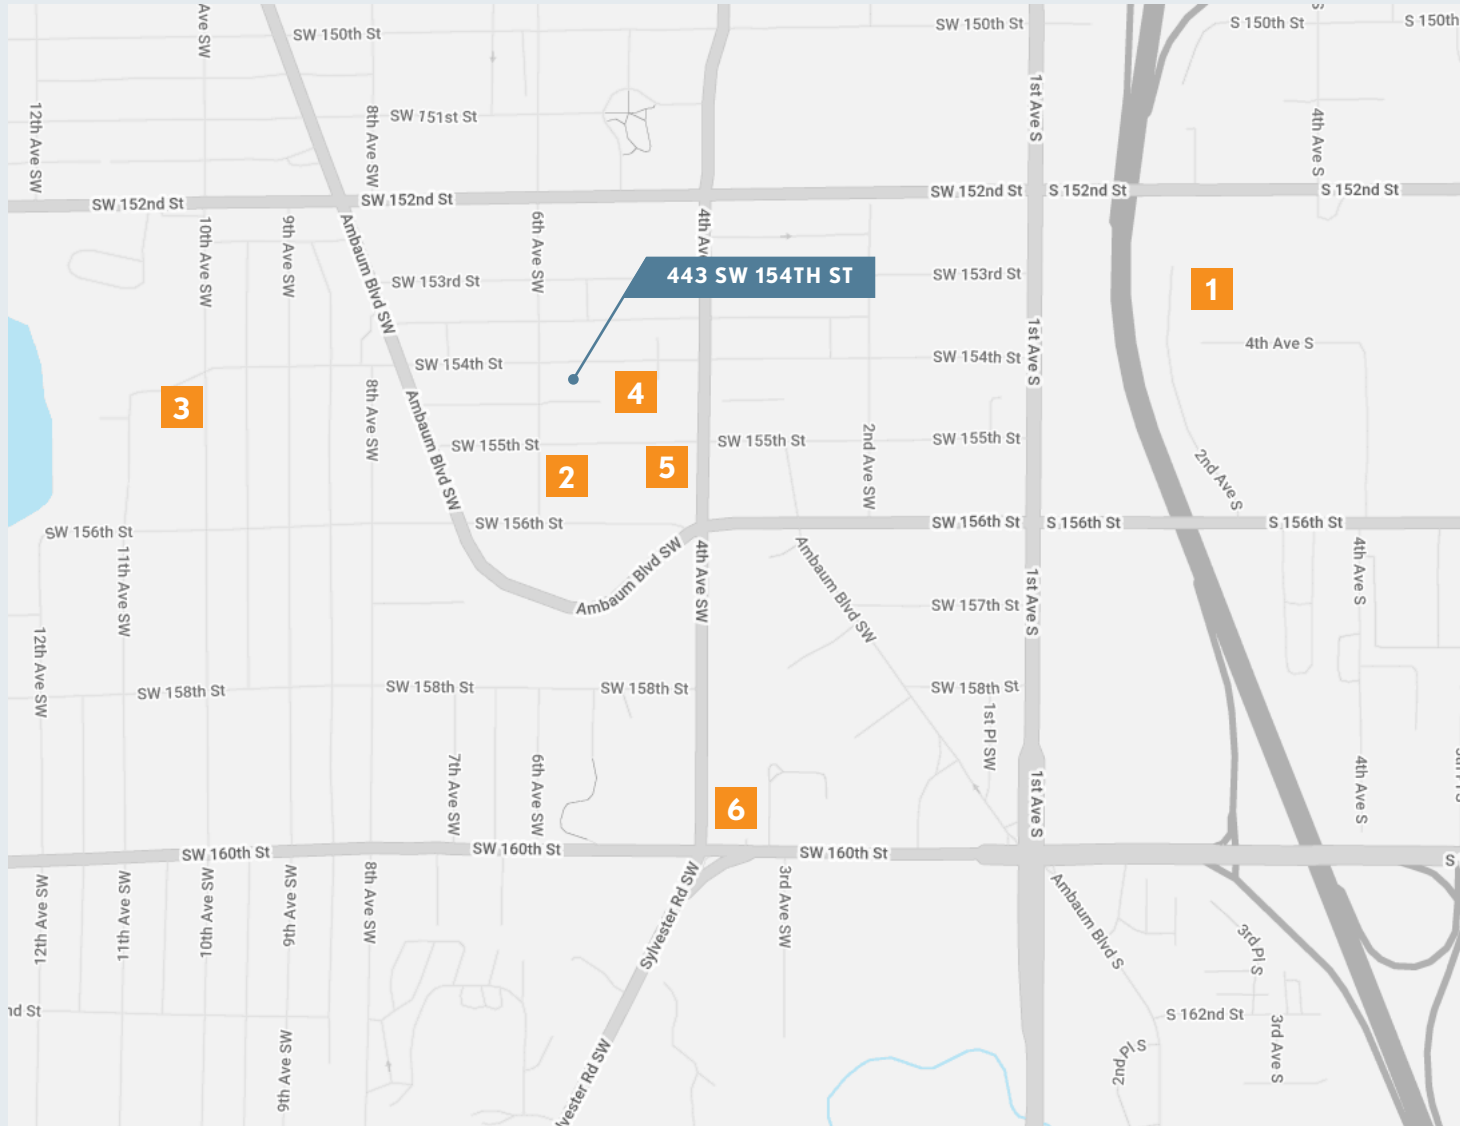 Ave SW
SW 150th St
SW 150th St
S 150th St
S 150th
12th Ave SW
8th Ave SW
SW 151st St
1st Ave S
4th Ave S
SW 152nd St
SW 152nd St
SW 152nd St
S 152nd St
S 152nd St
10th Ave SW
9th Ave SW
Ambaum Blvd SW
6th Ave SW
4th Ave
SW 153rd St
443 SW 154TH ST
SW 153rd St
1
4th Ave S
SW 154th St
SW 154th St
1st Ave S
3
8th Ave SW
Ambaum Blvd SW
4
SW 155th St
SW 155th St
2nd Ave SW
SW 155th St
2
5
2nd Ave S
SW 156th St
SW 156th St
SW 156th St
S 156th St
S 156th St
11th Ave SW
Ambaum Blvd SW
4th Ave SW
Ambaum Blvd SW
SW 157th St
1st Ave S
4th Ave S
12th Ave SW
SW 158th St
SW 158th St
SW 158th St
SW 158th St
1st Pl SW
7th Ave SW
6th Ave SW
6
1st Ave S
4th Ave S
SW 160th St
SW 160th St
SW 160th St
S
12th Ave SW
11th Ave SW
10th Ave SW
9th Ave SW
8th Ave SW
Sylvester Rd SW
3rd Ave SW
Ambaum Blvd S
3rd Pl S
nd St
S 162nd St
9th Ave SW
lvester Rd SW
2nd Pl S
3rd Ave S